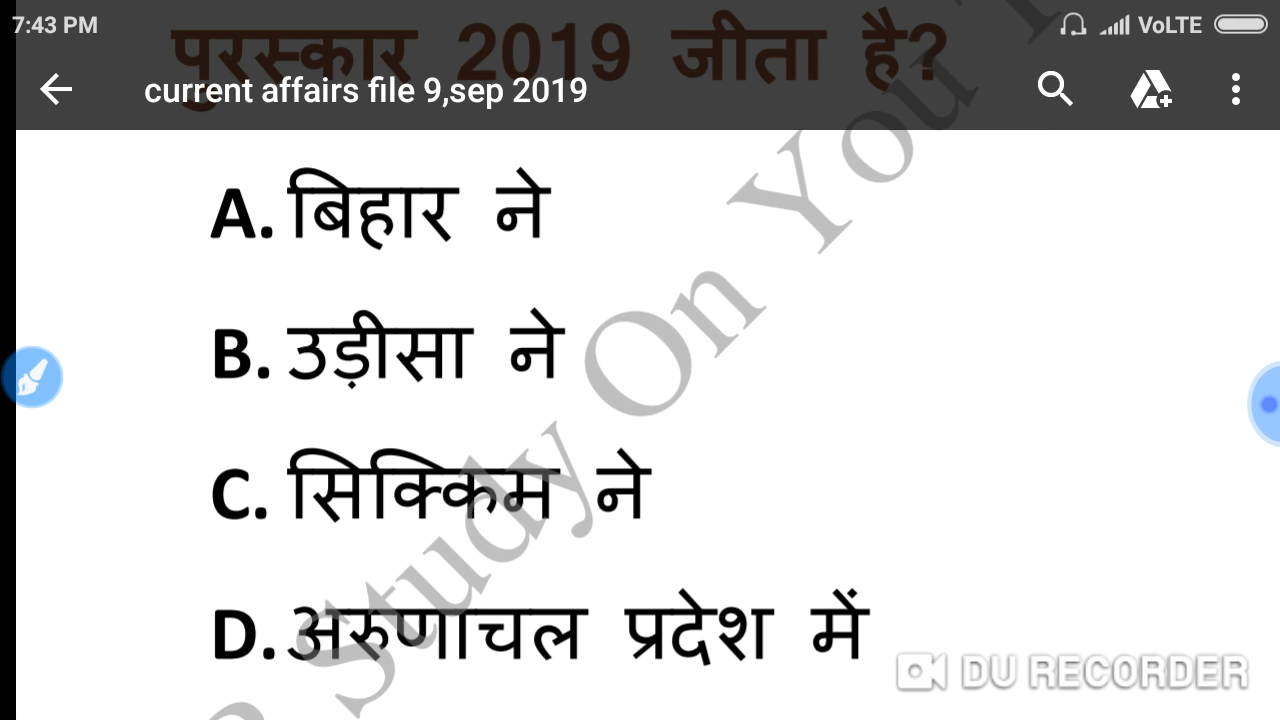 7:43 PM VoLTE
पुरस्कार 2019 जीता है?
current affairs file 9,sep 2019
A. बिहार ने
B. उड़ीसा ने
C. सिक्किम ने
D. अरुणाचल प्रदेश में
Study On You
DU RECORDER